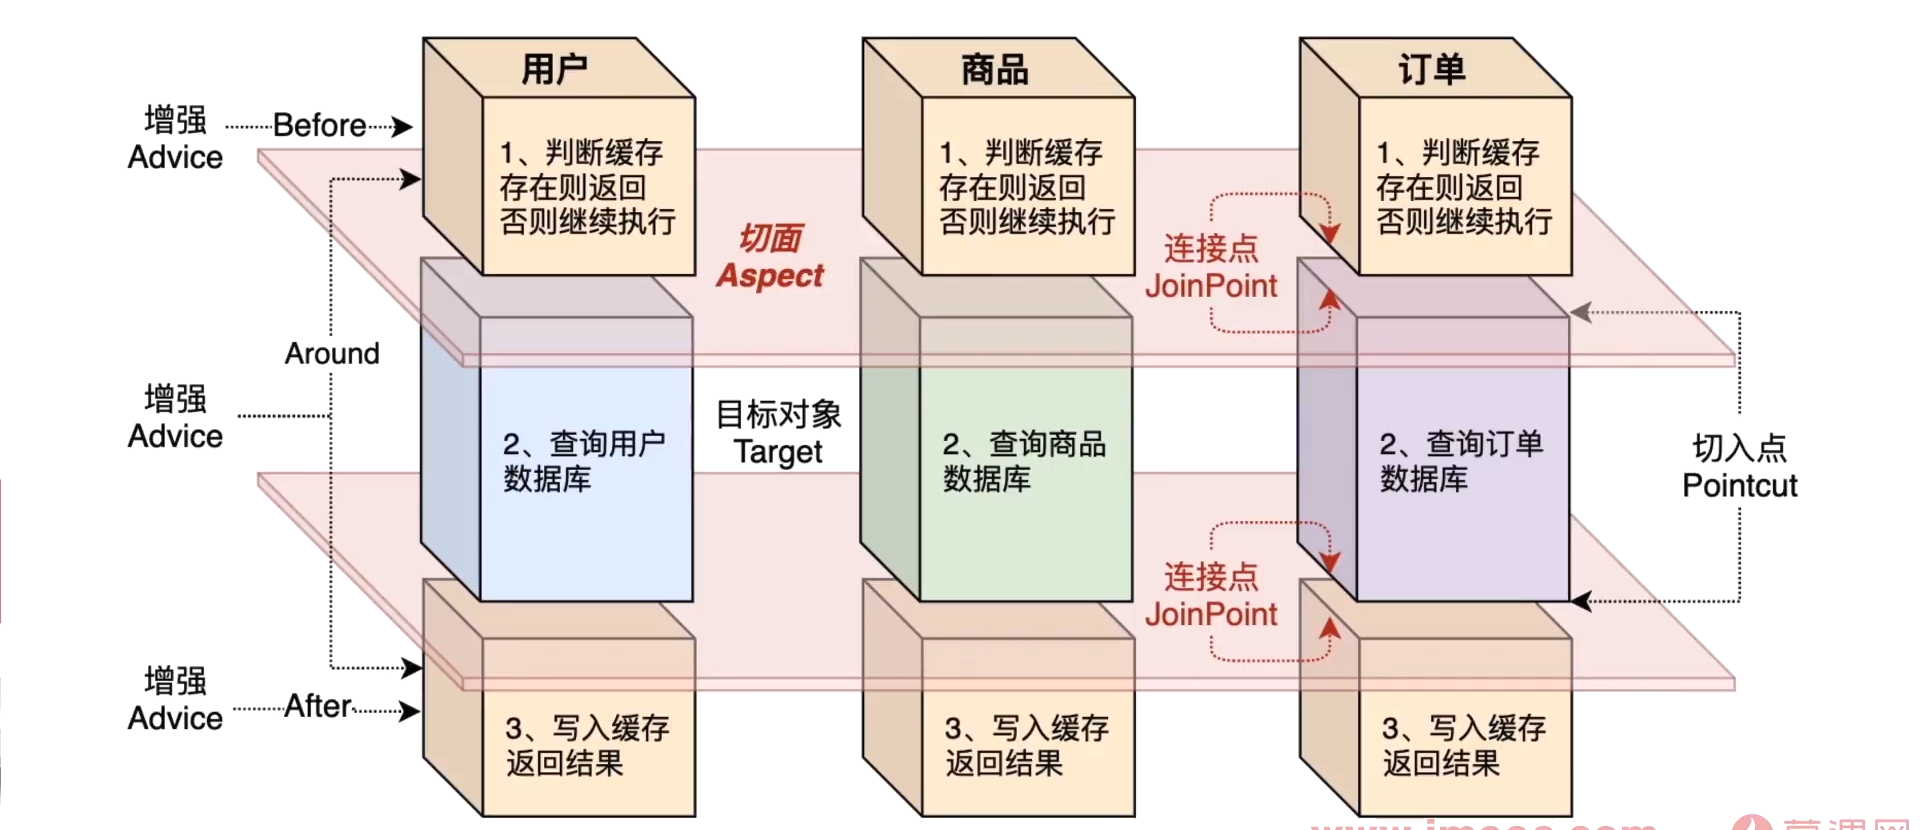 用户
商品
订单
增强
Advice
Before
1、判断缓存
存在则返回
否则继续执行
1、判断缓存
存在则返回
否则继续执行
1、判断缓存
存在则返回
否则继续执行
切面
Aspect
连接点
JoinPoint
Around
增强
Advice
目标对象
Target
2、查询用户
数据库
2、查询商品
数据库
2、查询订单
数据库
切入点
Pointcut
连接点
JoinPoint
增强
Advice
After
3、写入缓存
返回结果
3、写入缓存
返回结果
3、写入缓存
返回结果